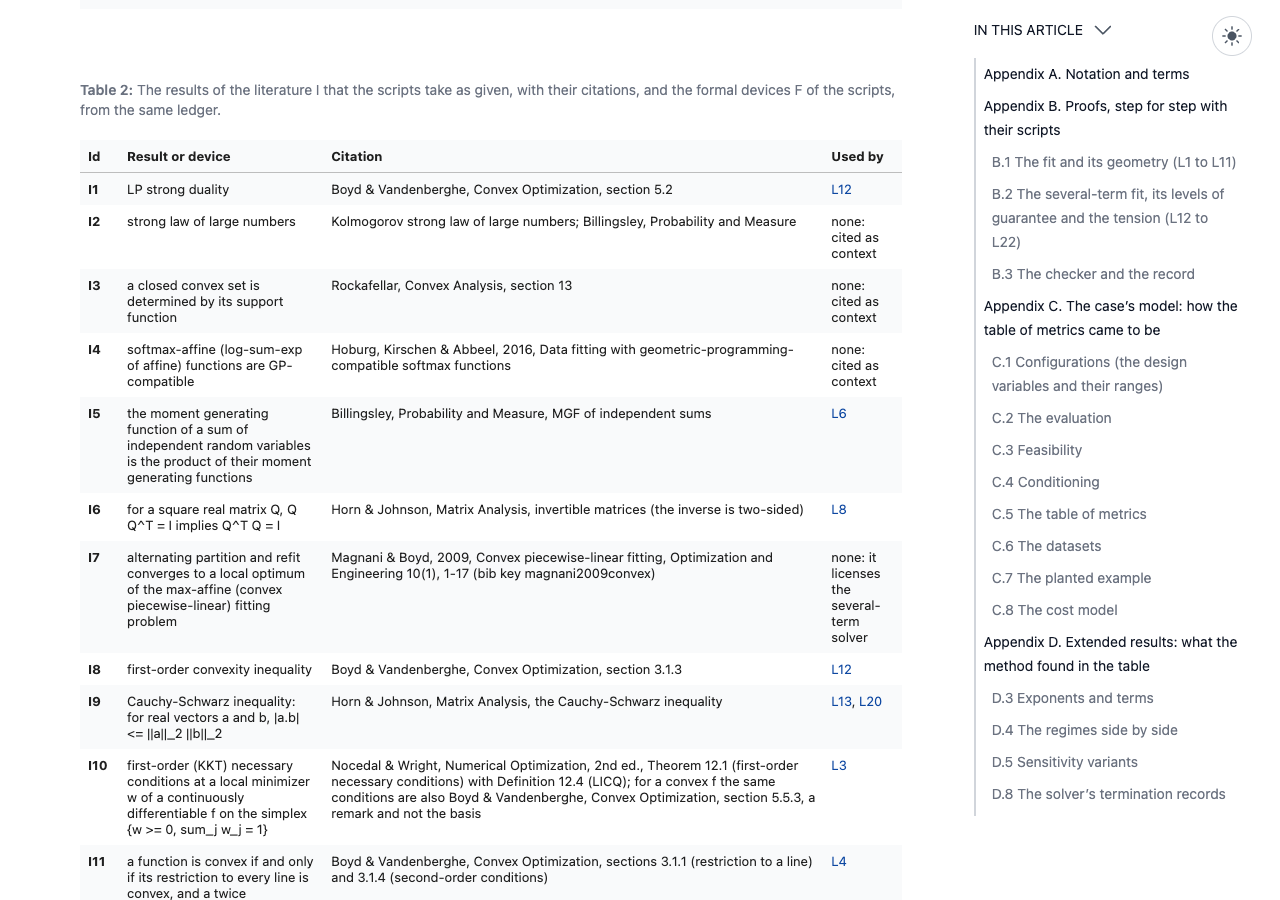 Table 2: The results of the literature I that the scripts take as given, with their citations, and the formal devices F of the scripts,
from the same ledger.
Id Result or device Citation Used by
I1 LP strong duality Boyd & Vandenberghe, Convex Optimization, section 5.2 L12
I2 strong law of large numbers Kolmogorov strong law of large numbers; Billingsley, Probability and Measure none:
cited as
context
I3 a closed convex set is Rockafellar, Convex Analysis, section 13 none:
determined by its support cited as
function context
I4 softmax-affine (log-sum-exp Hoburg, Kirschen & Abbeel, 2016, Data fitting with geometric-programming- none:
of affine) functions are GP- compatible softmax functions cited as
compatible context
I5 the moment generating Billingsley, Probability and Measure, MGF of independent sums L6
function of a sum of
independent random variables
is the product of their moment
generating functions
I6 for a square real matrix Q, Q Horn & Johnson, Matrix Analysis, invertible matrices (the inverse is two-sided) L8
Q^T = I implies Q^T Q = I
I7 alternating partition and refit Magnani & Boyd, 2009, Convex piecewise-linear fitting, Optimization and none: it
converges to a local optimum Engineering 10(1), 1-17 (bib key magnani2009convex) licenses
of the max-affine (convex the
piecewise-linear) fitting several-
problem term
solver
I8 first-order convexity inequality Boyd & Vandenberghe, Convex Optimization, section 3.1.3 L12
I9 Cauchy-Schwarz inequality: Horn & Johnson, Matrix Analysis, the Cauchy-Schwarz inequality L13, L20
for real vectors a and b, |a.b|
<= ||a||_2 ||b||_2
I10 first-order (KKT) necessary Nocedal & Wright, Numerical Optimization, 2nd ed., Theorem 12.1 (first-order L3
conditions at a local minimizer necessary conditions) with Definition 12.4 (LICQ); for a convex f the same
w of a continuously conditions are also Boyd & Vandenberghe, Convex Optimization, section 5.5.3, a
differentiable f on the simplex remark and not the basis
{w >= 0, sum_j w_j = 1}
I11 a function is convex if and only Boyd & Vandenberghe, Convex Optimization, sections 3.1.1 (restriction to a line) L4
if its restriction to every line is and 3.1.4 (second-order conditions)
convex, and a twice
IN THIS ARTICLE
Appendix A. Notation and terms
Appendix B. Proofs, step for step with
their scripts
B.1 The fit and its geometry (L1 to L11)
B.2 The several-term fit, its levels of
guarantee and the tension (L12 to
L22)
B.3 The checker and the record
Appendix C. The case's model: how the
table of metrics came to be
C.1 Configurations (the design
variables and their ranges)
C.2 The evaluation
C.3 Feasibility
C.4 Conditioning
C.5 The table of metrics
C.6 The datasets
C.7 The planted example
C.8 The cost model
Appendix D. Extended results: what the
method found in the table
D.3 Exponents and terms
D.4 The regimes side by side
D.5 Sensitivity variants
D.8 The solver's termination records